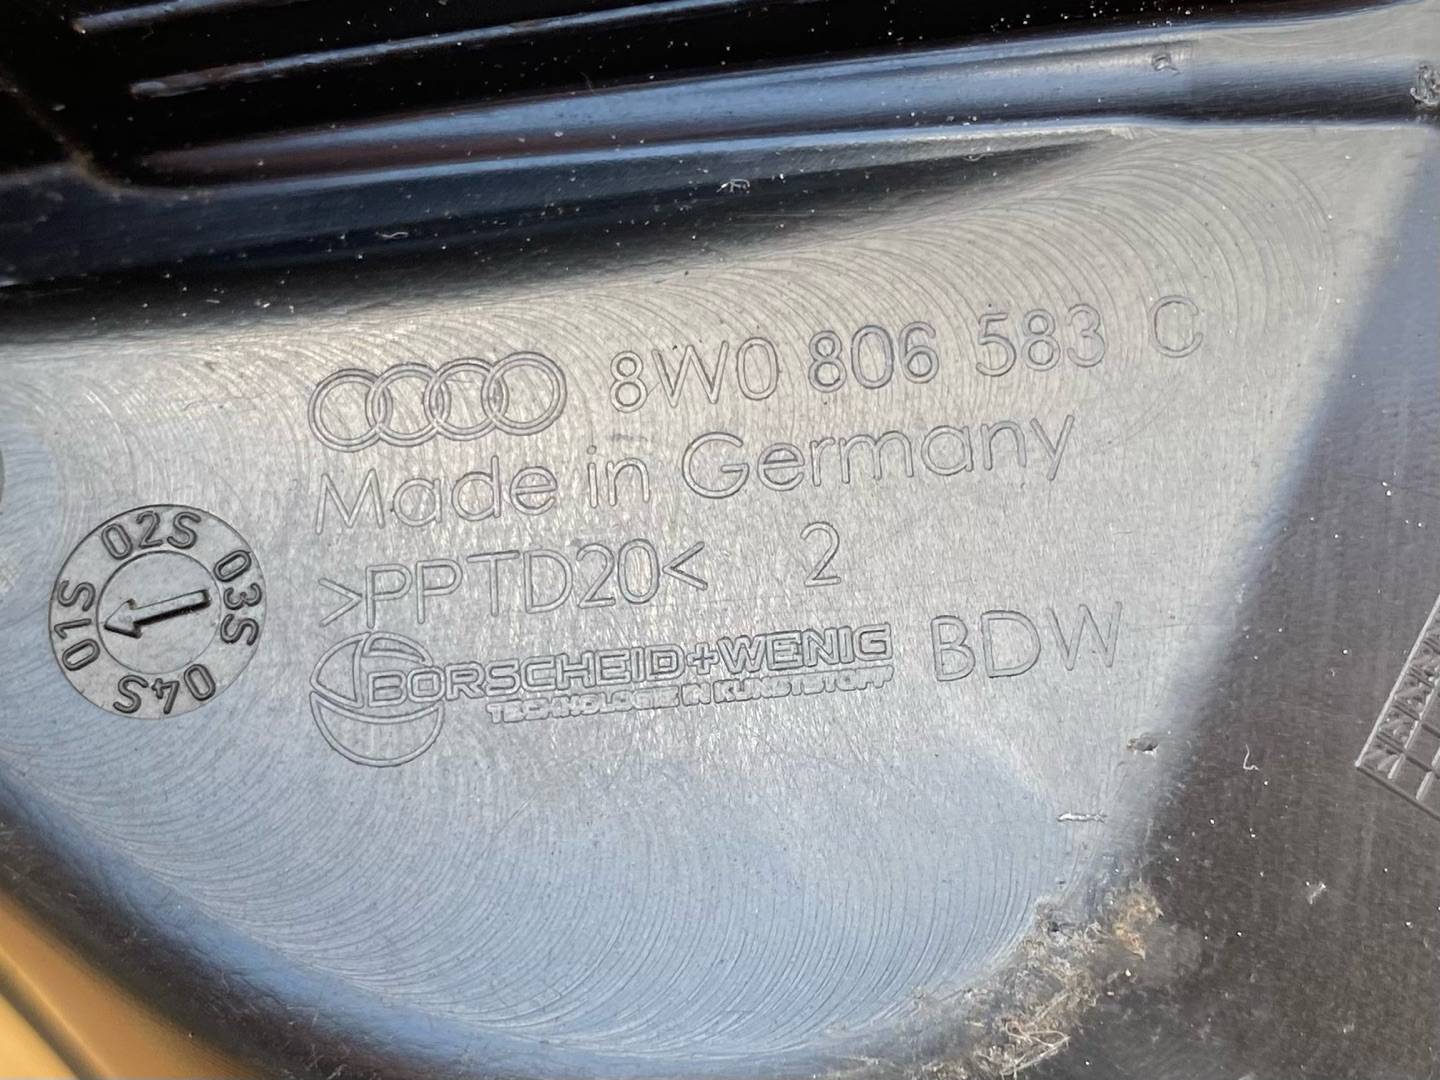 8W0 806 583 C
Made in Germany
>PPTD20< 2
BORSCHEID+WENIG BDW
TECHNOLOGIE IN KUNSTSTOFF
01S 02S 03S 04S